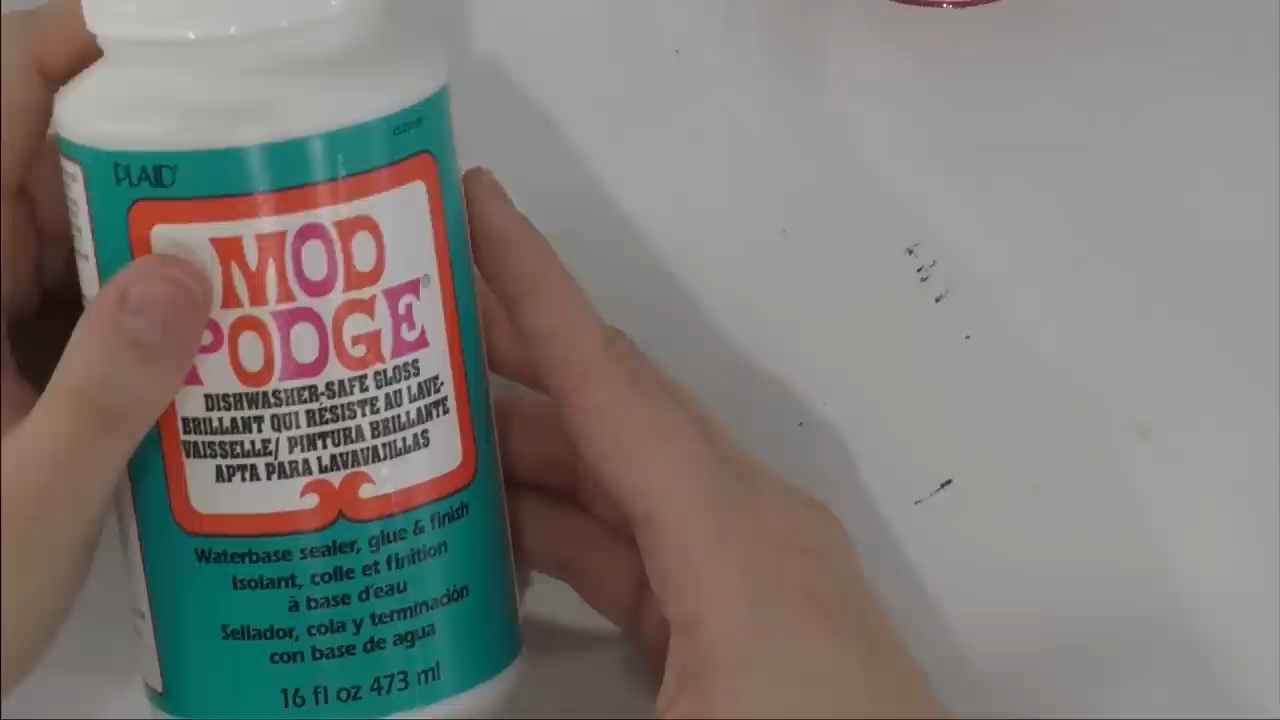 PLAID
MOD
PODGE®
DISHWASHER-SAFE GLOSS
BRILLANT QUI RÉSISTE AU LAVE-
VAISSELLE/ PINTURA BRILLANTE
APTA PARA LAVAVAJILLAS
Waterbase sealer, glue & finish
Isolant, colle et finition
à base d'eau
Sellador, cola y terminación
con base de agua
16 fl oz 473 ml